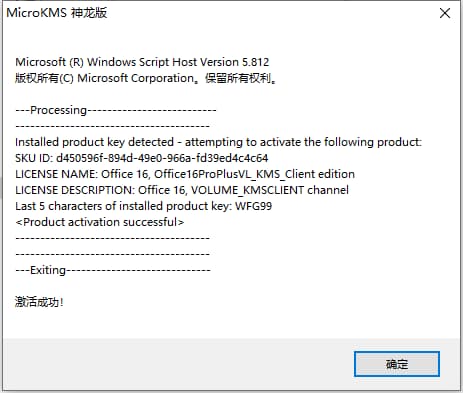 MicroKMS 神龙版
Microsoft (R) Windows Script Host Version 5.812
版权所有(C) Microsoft Corporation。保留所有权利。
---Processing--------------------------
---------------------------------------
Installed product key detected - attempting to activate the following product:
SKU ID: d450596f-894d-49e0-966a-fd39ed4c4c64
LICENSE NAME: Office 16, Office16ProPlusVL_KMS_Client edition
LICENSE DESCRIPTION: Office 16, VOLUME_KMSCLIENT channel
Last 5 characters of installed product key: WFG99
<Product activation successful>
---------------------------------------
---------------------------------------
---Exiting-----------------------------
激活成功!
确定